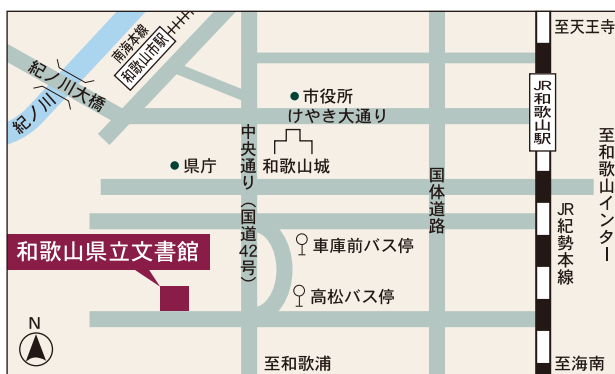 至天王寺
南海本線
和歌山市駅
紀ノ川大橋
紀ノ川
市役所
けやき大通り
JR和歌山駅
中央通り（国道42号）
県庁
和歌山城
国体道路
至和歌山インター
JR紀勢本線
和歌山県立文書館
車庫前バス停
高松バス停
N
至和歌浦
至海南